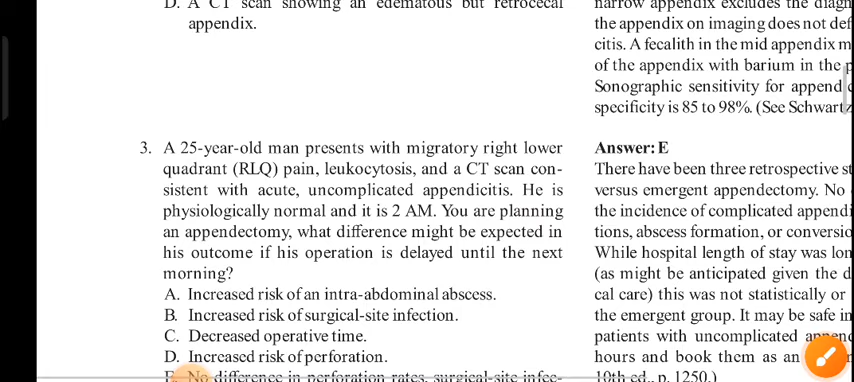 D. A CT scan showing an edematous but retrocecal
appendix.
3. A 25-year-old man presents with migratory right lower
quadrant (RLQ) pain, leukocytosis, and a CT scan con-
sistent with acute, uncomplicated appendicitis. He is
physiologically normal and it is 2 AM. You are planning
an appendectomy, what difference might be expected in
his outcome if his operation is delayed until the next
morning?
A. Increased risk of an intra-abdominal abscess.
B. Increased risk of surgical-site infection.
C. Decreased operative time.
D. Increased risk of perforation.
E. No difference in perforation rates, surgical-site infec-
narrow appendix excludes the diagn
the appendix on imaging does not def
citis. A fecalith in the mid appendix m
of the appendix with barium in the p
Sonographic sensitivity for append
specificity is 85 to 98%. (See Schwartz
Answer: E
There have been three retrospective st
versus emergent appendectomy. No
the incidence of complicated appendi
tions, abscess formation, or conversio
While hospital length of stay was lon
(as might be anticipated given the d
cal care) this was not statistically or
the emergent group. It may be safe in
patients with uncomplicated
hours and book them as an
10th ed., p. 1250.)